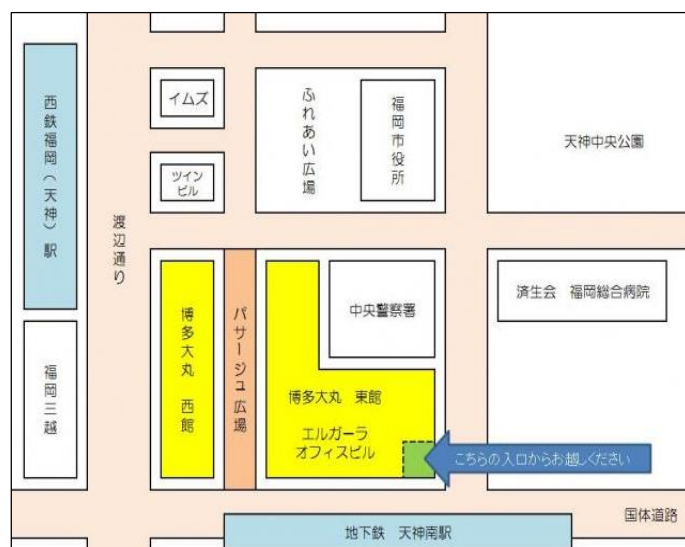 イムズ
ふれあい広場
福岡市役所
天神中央公園
西鉄福岡（天神）駅
ツイン
ビル
渡辺通り
博多大丸　西館
パサージュ広場
中央警察署
済生会　福岡総合病院
福岡三越
博多大丸　東館
エルガーラ
オフィスビル
こちらの入口からお越しください
国体道路
地下鉄　天神南駅